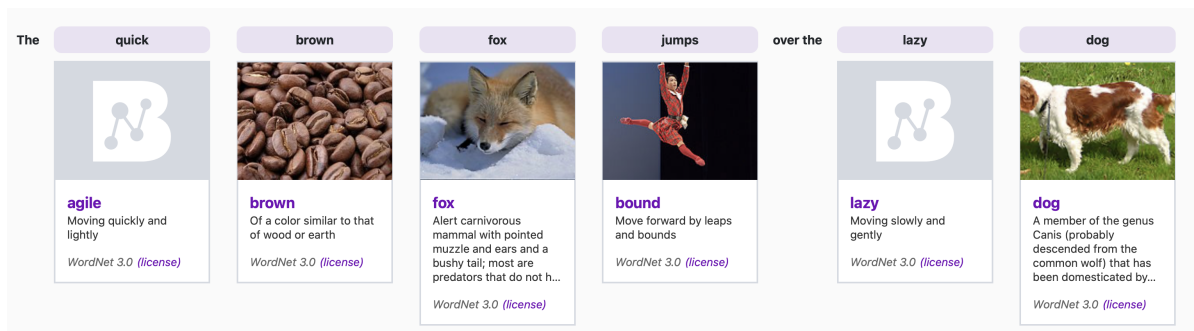 The quick brown fox jumps over the lazy dog
agile
Moving quickly and
lightly
WordNet 3.0 (license)
brown
Of a color similar to that
of wood or earth
WordNet 3.0 (license)
fox
Alert carnivorous
mammal with pointed
muzzle and ears and a
bushy tail; most are
predators that do not h...
WordNet 3.0 (license)
bound
Move forward by leaps
and bounds
WordNet 3.0 (license)
lazy
Moving slowly and
gently
WordNet 3.0 (license)
dog
A member of the genus
Canis (probably
descended from the
common wolf) that has
been domesticated by...
WordNet 3.0 (license)